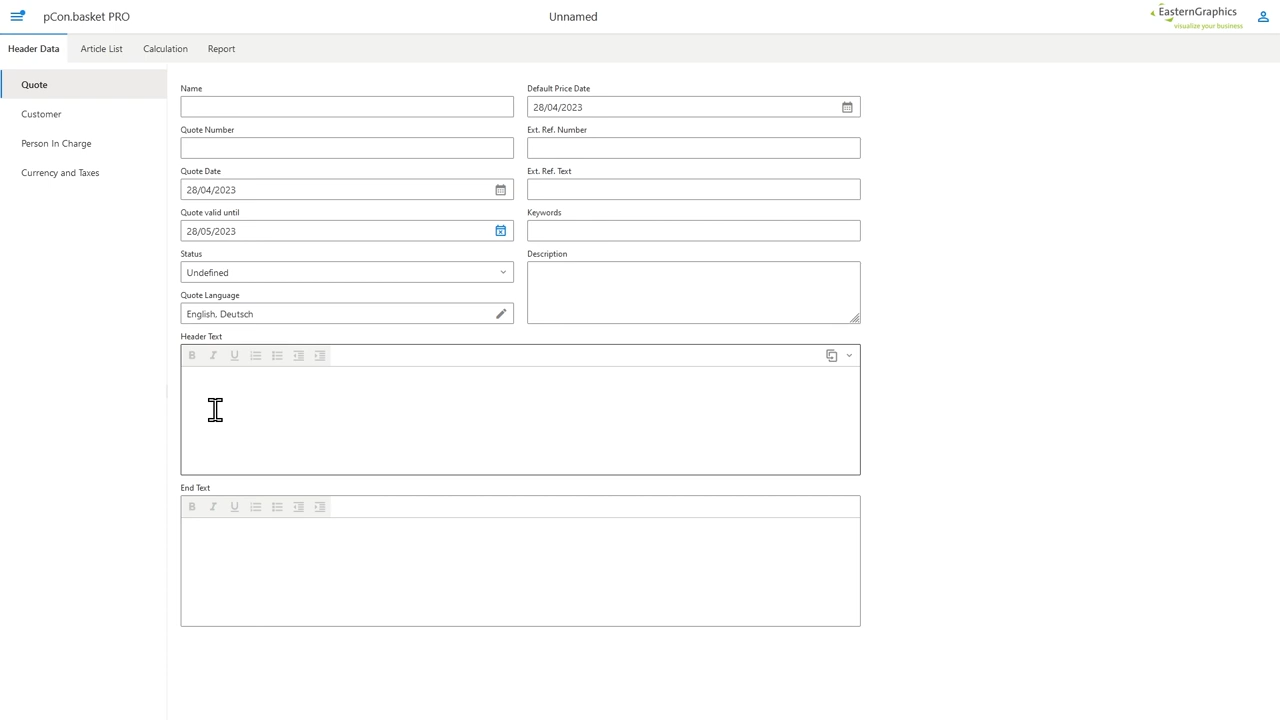 pCon.basket PRO
Unnamed
EasternGraphics
visualize your business
Header Data
Article List
Calculation
Report
Quote
Customer
Person In Charge
Currency and Taxes
Name
Default Price Date
28/04/2023
Quote Number
Ext. Ref. Number
Quote Date
Ext. Ref. Text
28/04/2023
Quote valid until
Keywords
28/05/2023
Status
Description
Undefined
Quote Language
English, Deutsch
Header Text
B I U
End Text
B I U